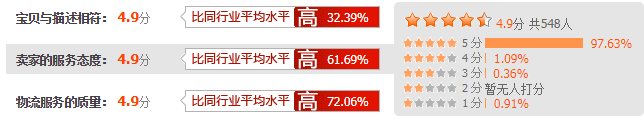 宝贝与描述相符： 4.9分 比同行业平均水平 高 32.39%
卖家的服务态度： 4.9分 比同行业平均水平 高 61.69%
物流服务的质量： 4.9分 比同行业平均水平 高 72.06%
4.9分 共548人
5 分 97.63%
4 分 1.09%
3 分 0.36%
2 分 暂无人打分
1 分 0.91%